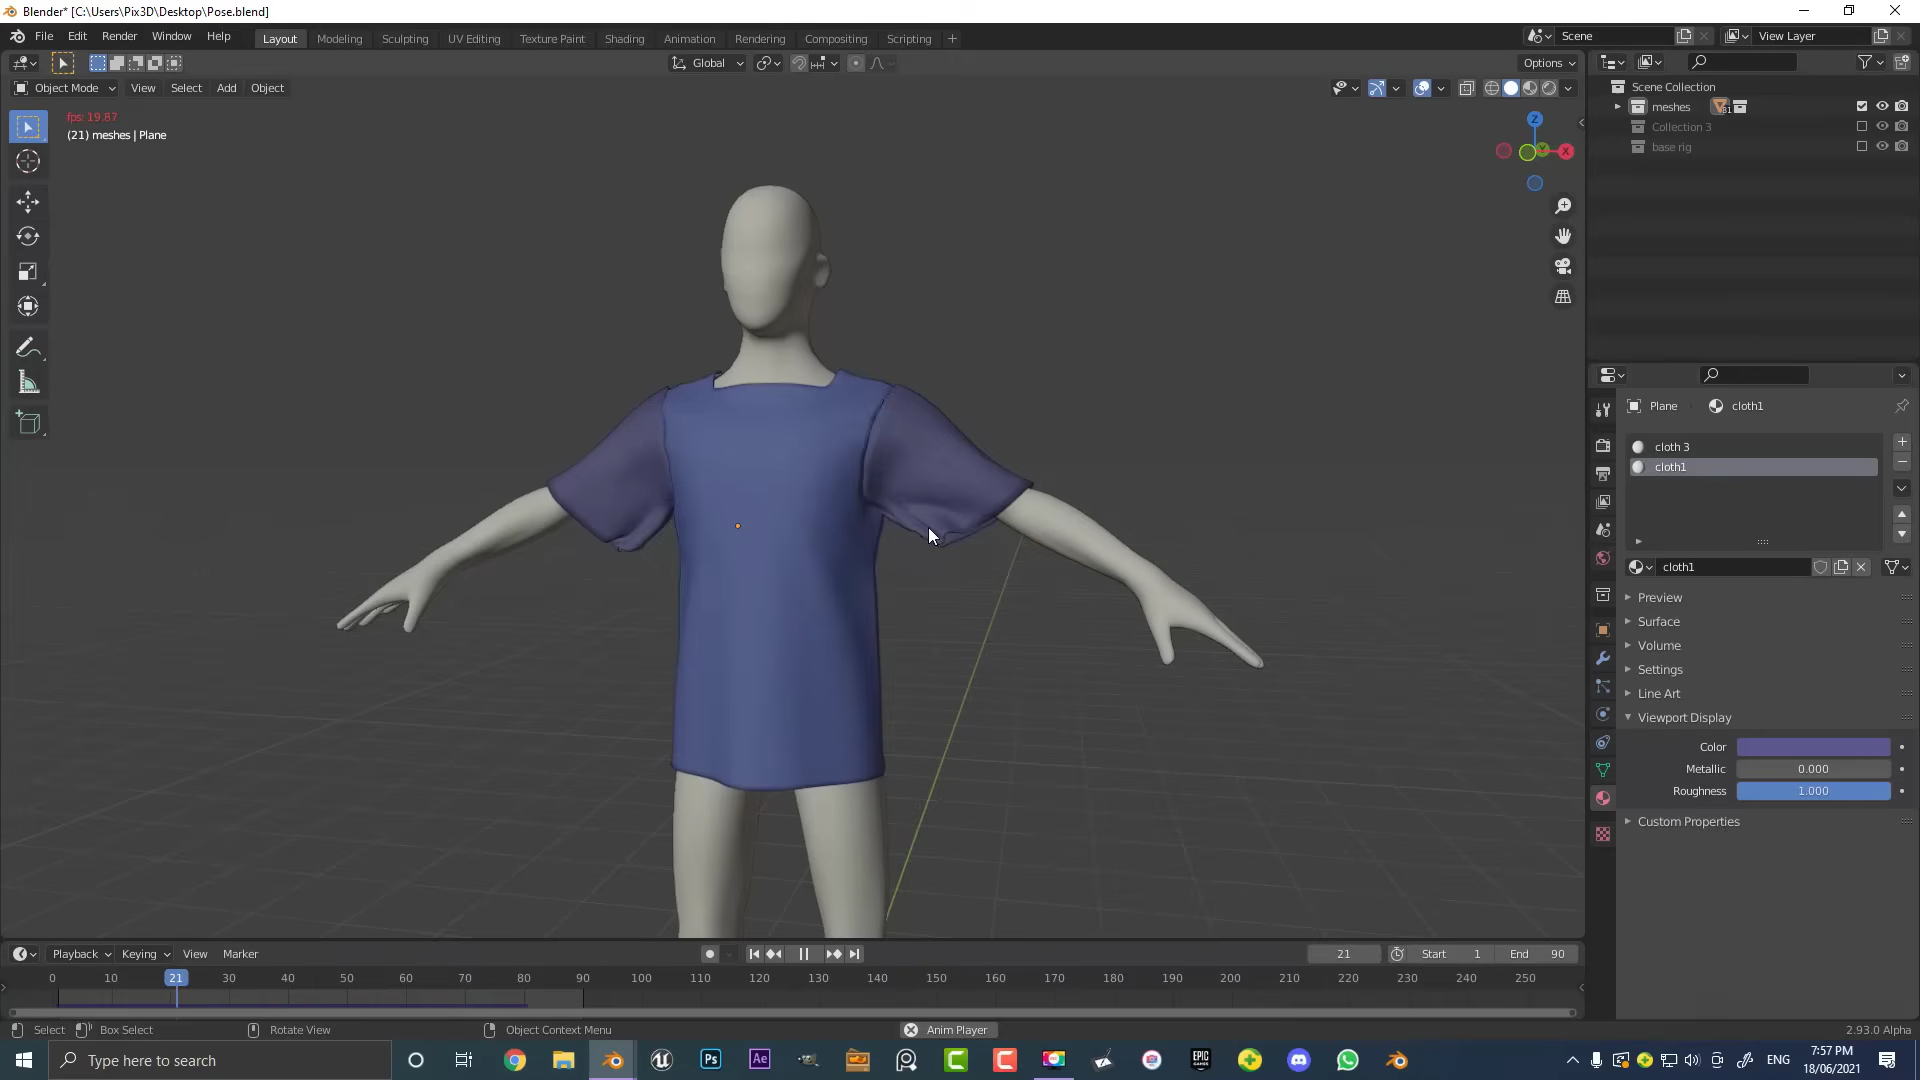 Blender* [C:\Users\Pix3D\Desktop\Pose.blend]
File Edit Render Window Help Layout Modeling Sculpting UV Editing Texture Paint Shading Animation Rendering Compositing Scripting + Scene View Layer
Global Options
Object Mode View Select Add Object
Scene Collection
meshes 81
Collection 3
base rig
fps: 19.87
(21) meshes | Plane
Z
Y
X
Plane cloth1
cloth 3
cloth1
cloth1
Preview
Surface
Volume
Settings
Line Art
Viewport Display
Color
Metallic 0.000
Roughness 1.000
Custom Properties
Playback Keying View Marker 21 Start 1 End 90
0 10 21 30 40 50 60 70 80 90 100 110 120 130 140 150 160 170 180 190 200 210 220 230 240 250
Select Box Select Rotate View Object Context Menu Anim Player 2.93.0 Alpha
Type here to search Ps Ae EPIC GAMES ENG 7:57 PM
18/06/2021